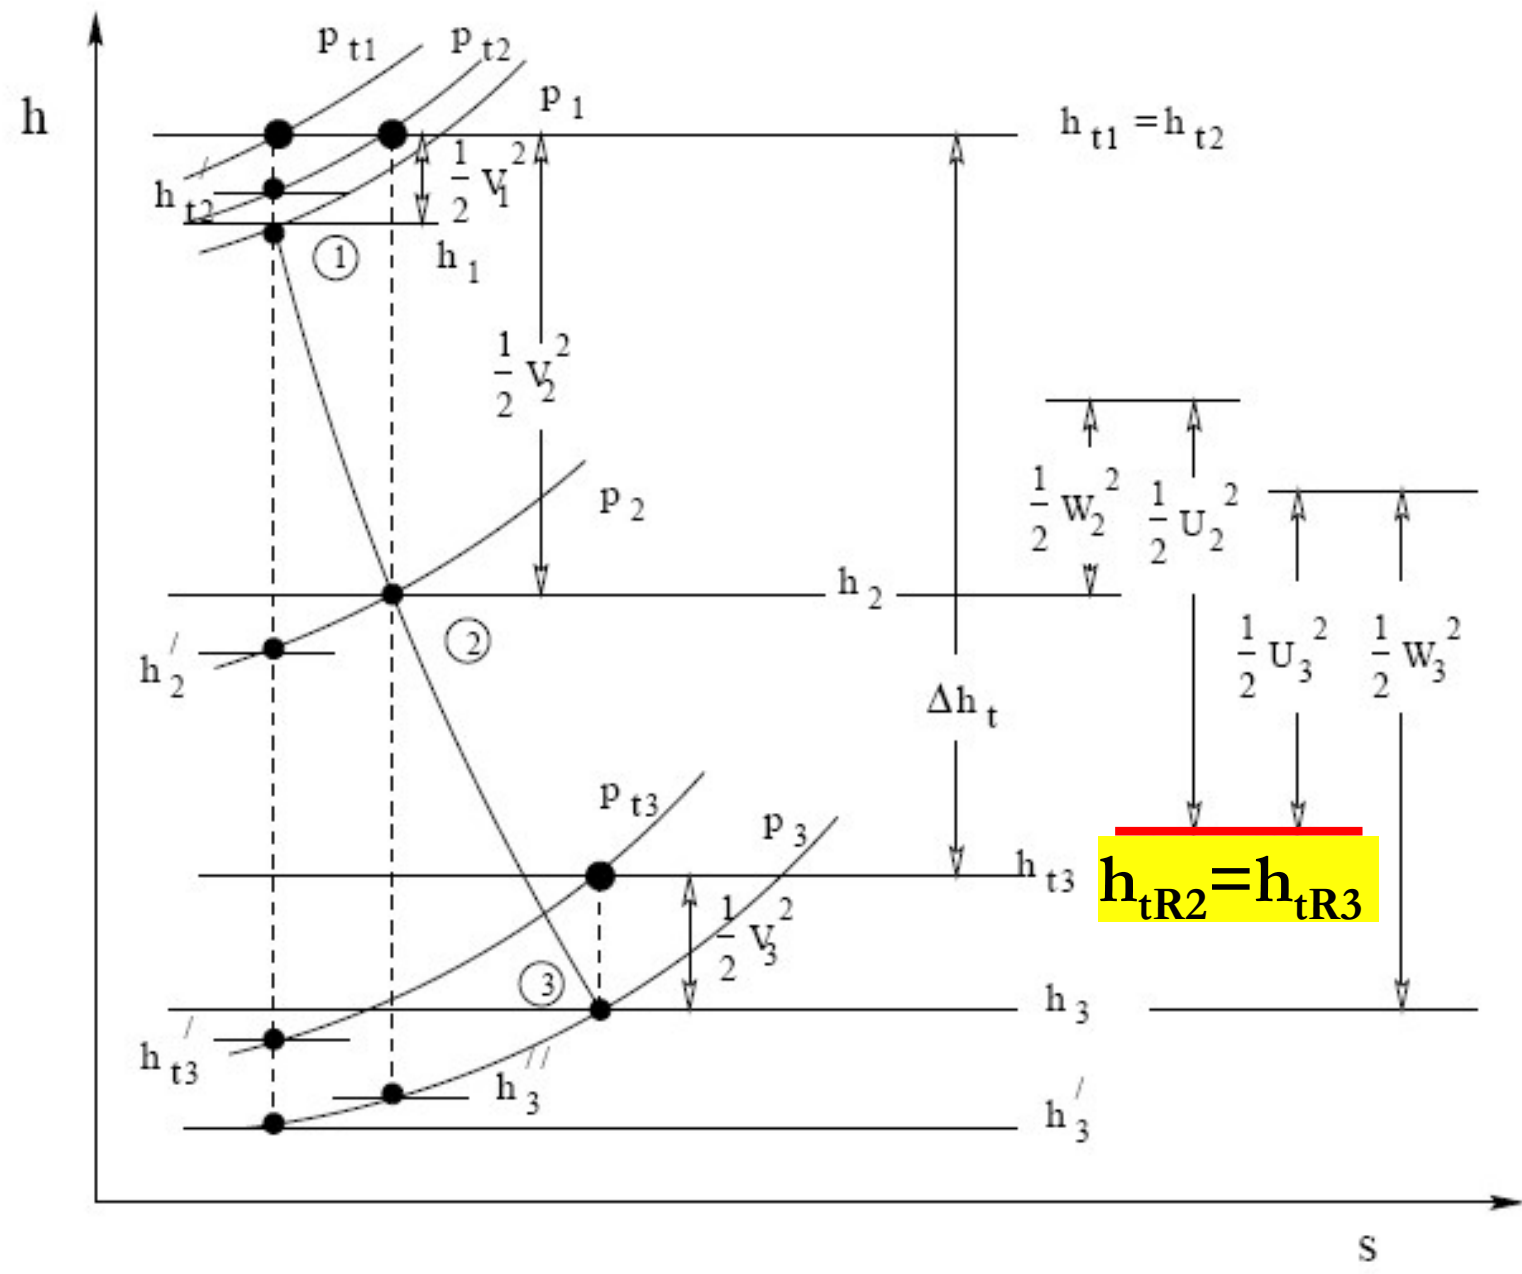 p t1
p t2
p 1
h
h t1 =h t2
h t2 /
1/2 V1 2
h 1
1
1/2 V2 2
1/2 W2 2
1/2 U2 2
p 2
h 2
2
h 2 /
1/2 U3 2
1/2 W3 2
Δh t
p t3
p 3
h t3
htR2=htR3
1/2 V3 2
3
h 3
h t3 /
h 3 //
h 3 /
s